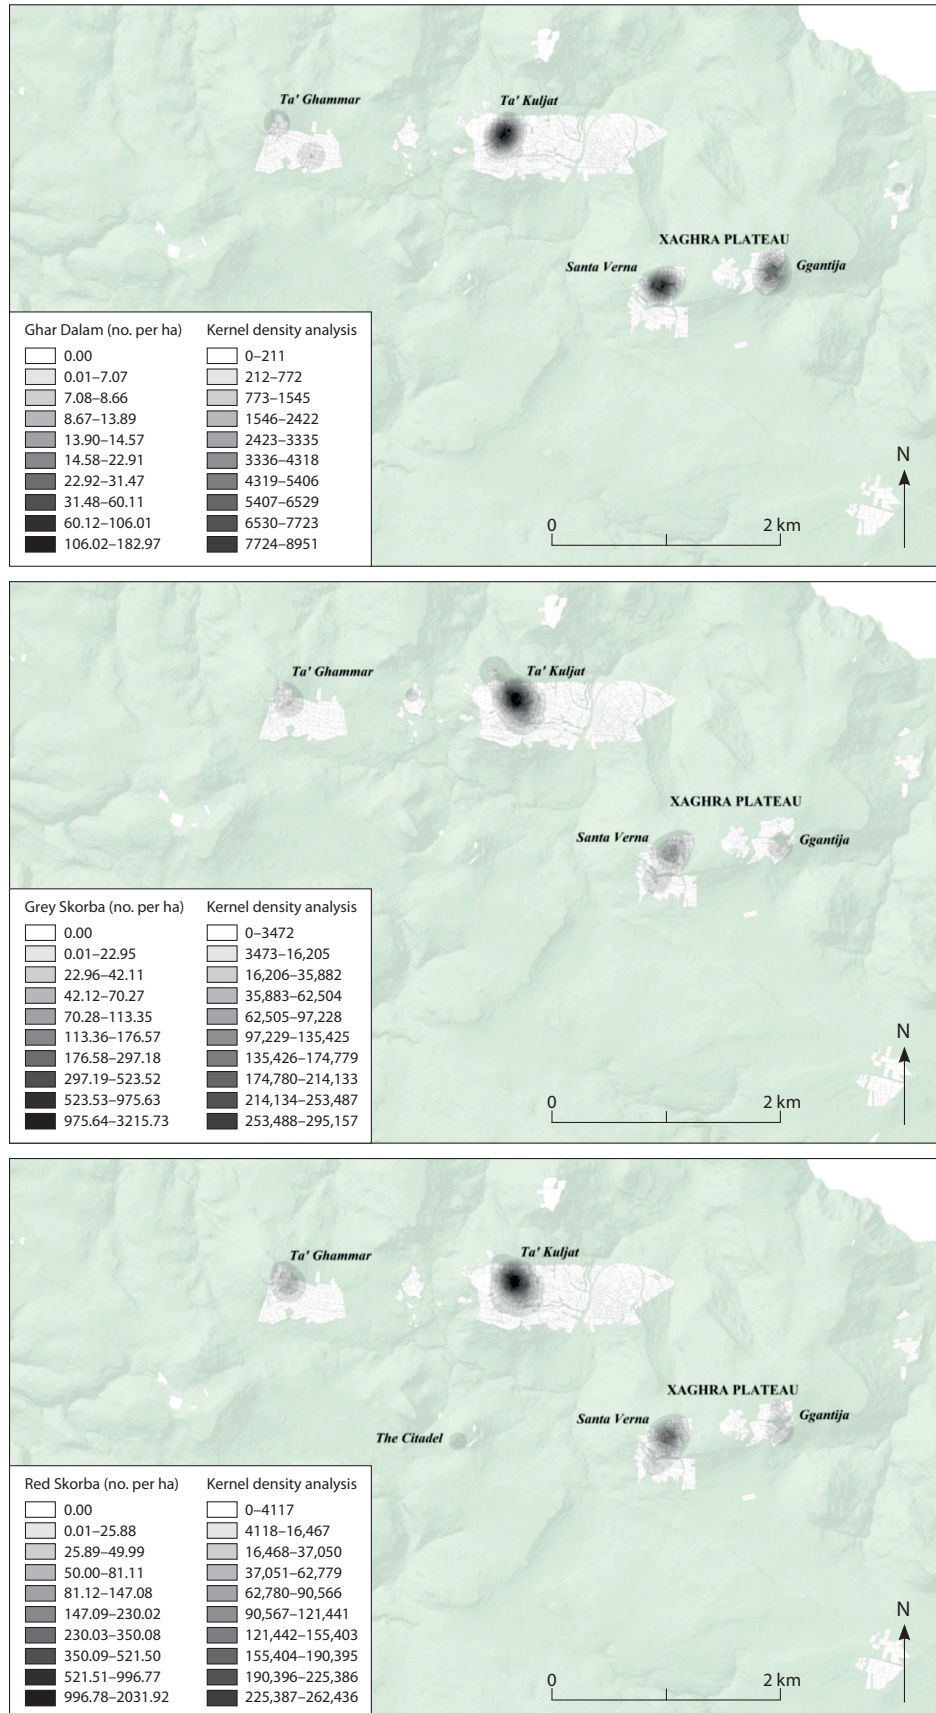 Ta' Ghammar
Ta' Kuljat
XAGHRA PLATEAU
Santa Verna
Ggantija
Ghar Dalam (no. per ha) Kernel density analysis
0.00 0–211
0.01–7.07 212–772
7.08–8.66 773–1545
8.67–13.89 1546–2422
13.90–14.57 2423–3335
14.58–22.91 3336–4318
22.92–31.47 4319–5406
31.48–60.11 5407–6529
60.12–106.01 6530–7723
106.02–182.97 7724–8951
N
0 2 km
Ta' Ghammar
Ta' Kuljat
XAGHRA PLATEAU
Santa Verna
Ggantija
Grey Skorba (no. per ha) Kernel density analysis
0.00 0–3472
0.01–22.95 3473–16,205
22.96–42.11 16,206–35,882
42.12–70.27 35,883–62,504
70.28–113.35 62,505–97,228
113.36–176.57 97,229–135,425
176.58–297.18 135,426–174,779
297.19–523.52 174,780–214,133
523.53–975.63 214,134–253,487
975.64–3215.73 253,488–295,157
N
0 2 km
Ta' Ghammar
Ta' Kuljat
XAGHRA PLATEAU
Santa Verna
Ggantija
The Citadel
Red Skorba (no. per ha) Kernel density analysis
0.00 0–4117
0.01–25.88 4118–16,467
25.89–49.99 16,468–37,050
50.00–81.11 37,051–62,779
81.12–147.08 62,780–90,566
147.09–230.02 90,567–121,441
230.03–350.08 121,442–155,403
350.09–521.50 155,404–190,395
521.51–996.77 190,396–225,386
996.78–2031.92 225,387–262,436
N
0 2 km